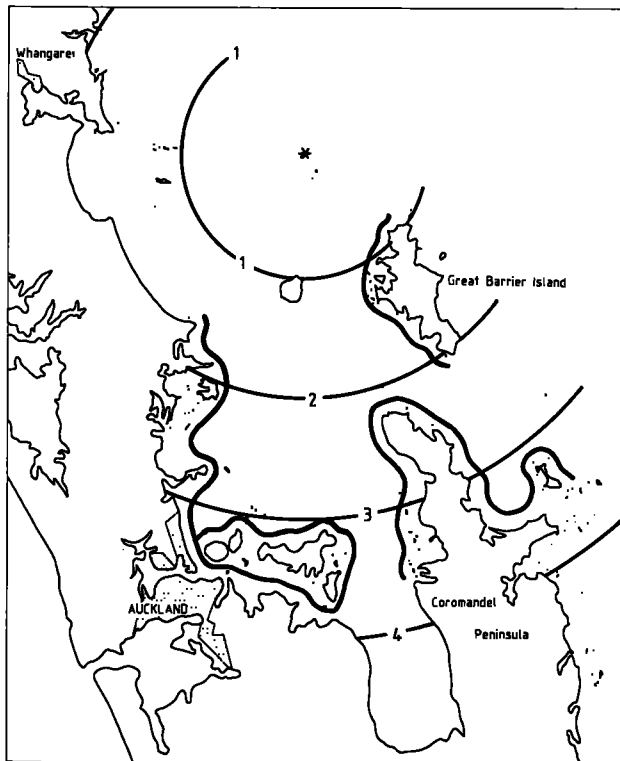 Whangarei
1
1
Great Barrier Island
2
3
AUCKLAND
Coromandel
4
Peninsula